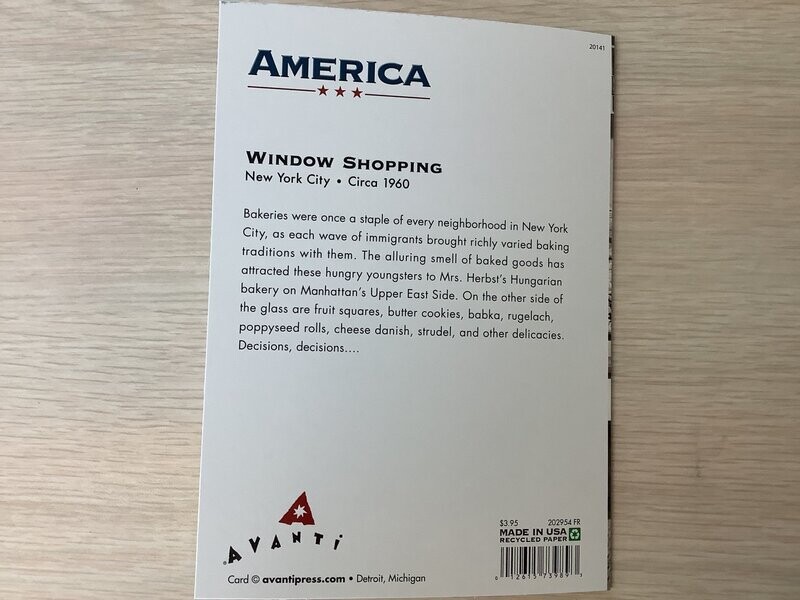 20141
AMERICA
WINDOW SHOPPING
New York City • Circa 1960
Bakeries were once a staple of every neighborhood in New York
City, as each wave of immigrants brought richly varied baking
traditions with them. The alluring smell of baked goods has
attracted these hungry youngsters to Mrs. Herbst's Hungarian
bakery on Manhattan's Upper East Side. On the other side of
the glass are fruit squares, butter cookies, babka, rugelach,
poppyseed rolls, cheese danish, strudel, and other delicacies.
Decisions, decisions....
AVANTI
Card © avantipress.com • Detroit, Michigan
$3.95 202954 FR
MADE IN USA
RECYCLED PAPER
0 12615 73989 7